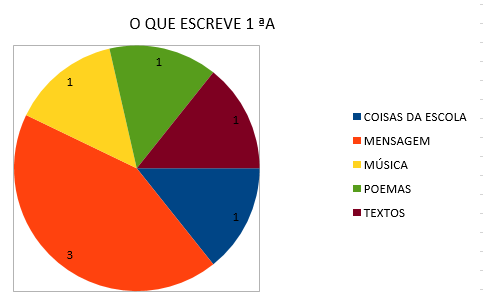 O QUE ESCREVE 1 ªA
1
1
1
1
3
COISAS DA ESCOLA
MENSAGEM
MÚSICA
POEMAS
TEXTOS